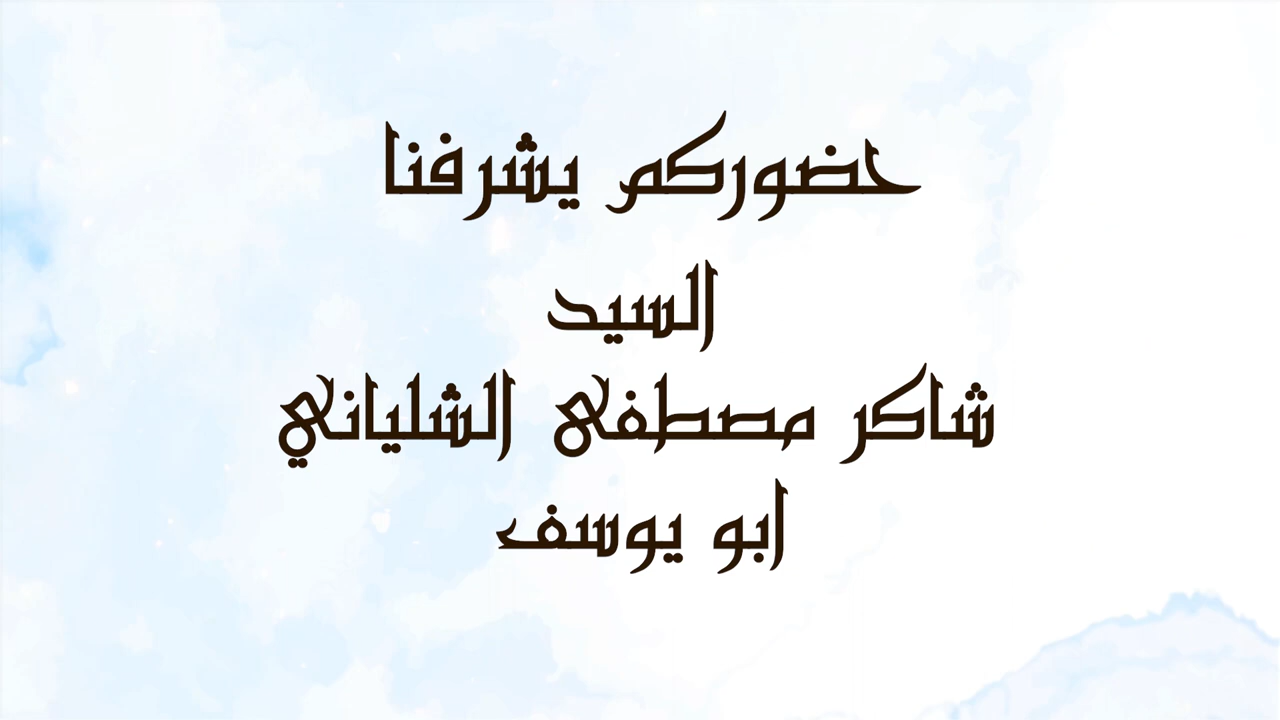 حضوركم يشرفنا
السيد
شاكر مصطفى الشلياني
ابو يوسف